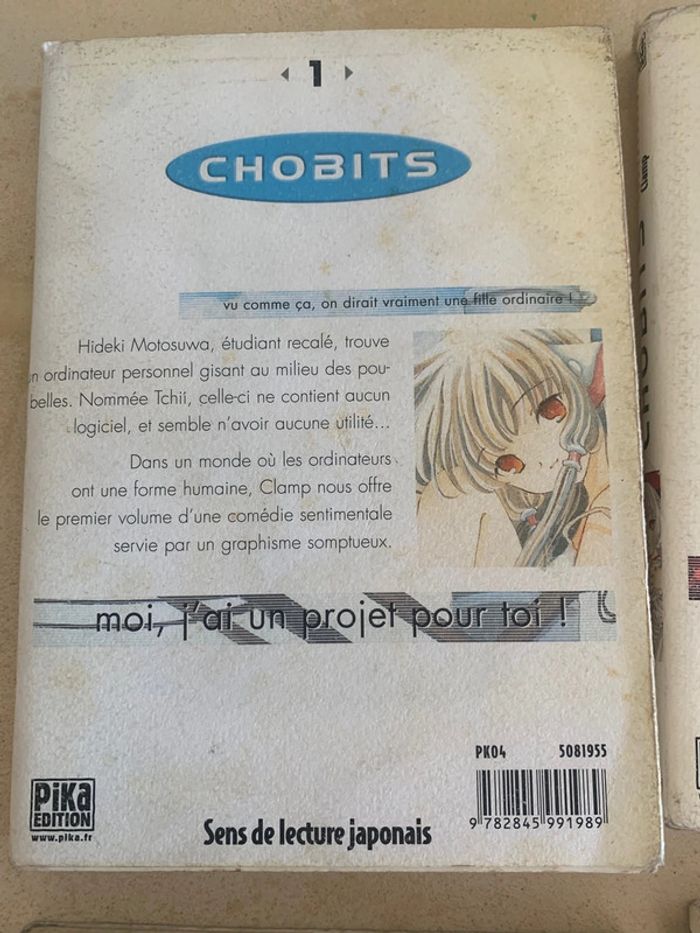 1
CHOBITS
vu comme ça, on dirait vraiment une fille ordinaire !
Hideki Motosuwa, étudiant recalé, trouve
un ordinateur personnel gisant au milieu des pou-
belles. Nommée Tchii, celle-ci ne contient aucun
logiciel, et semble n'avoir aucune utilité...
Dans un monde où les ordinateurs
ont une forme humaine, Clamp nous offre
le premier volume d'une comédie sentimentale
servie par un graphisme somptueux.
moi, j'ai un projet pour toi !
PK04 5081955
9 782845 991989
PiKa
EDITION
www.pika.fr
Sens de lecture japonais
Clamp
CHOBITS